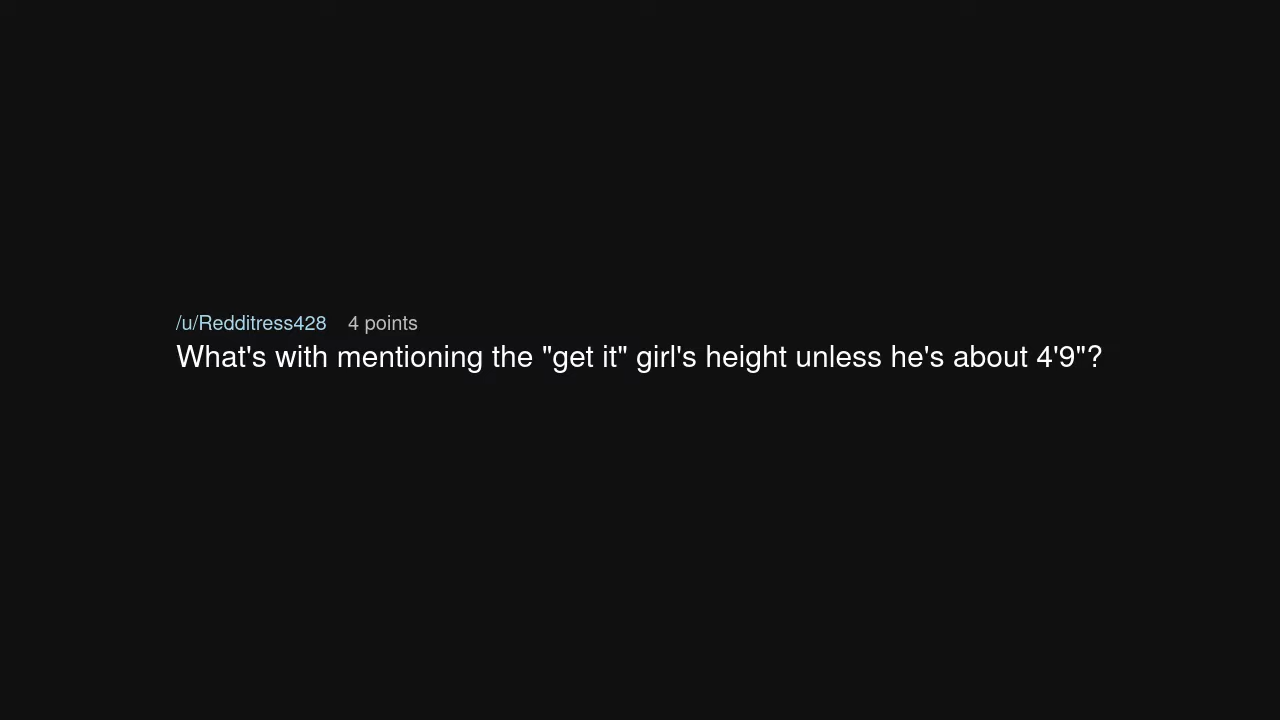 /u/Redditress428 4 points
What's with mentioning the "get it" girl's height unless he's about 4'9"?